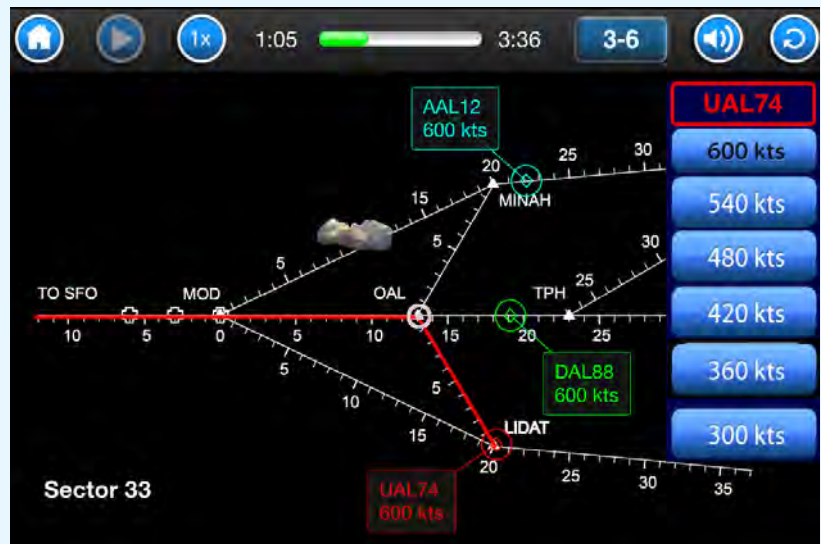 1x
1:05
3:36
3-6
AAL12
600 kts
UAL74
600 kts
540 kts
480 kts
420 kts
360 kts
300 kts
20
25
30
MINAH
15
5
5
30
25
TO SFO
MOD
OAL
TPH
10
5
0
5
10
15
20
25
5
10
15
5
DAL88
600 kts
LIDAT
20
25
30
35
UAL74
600 kts
Sector 33